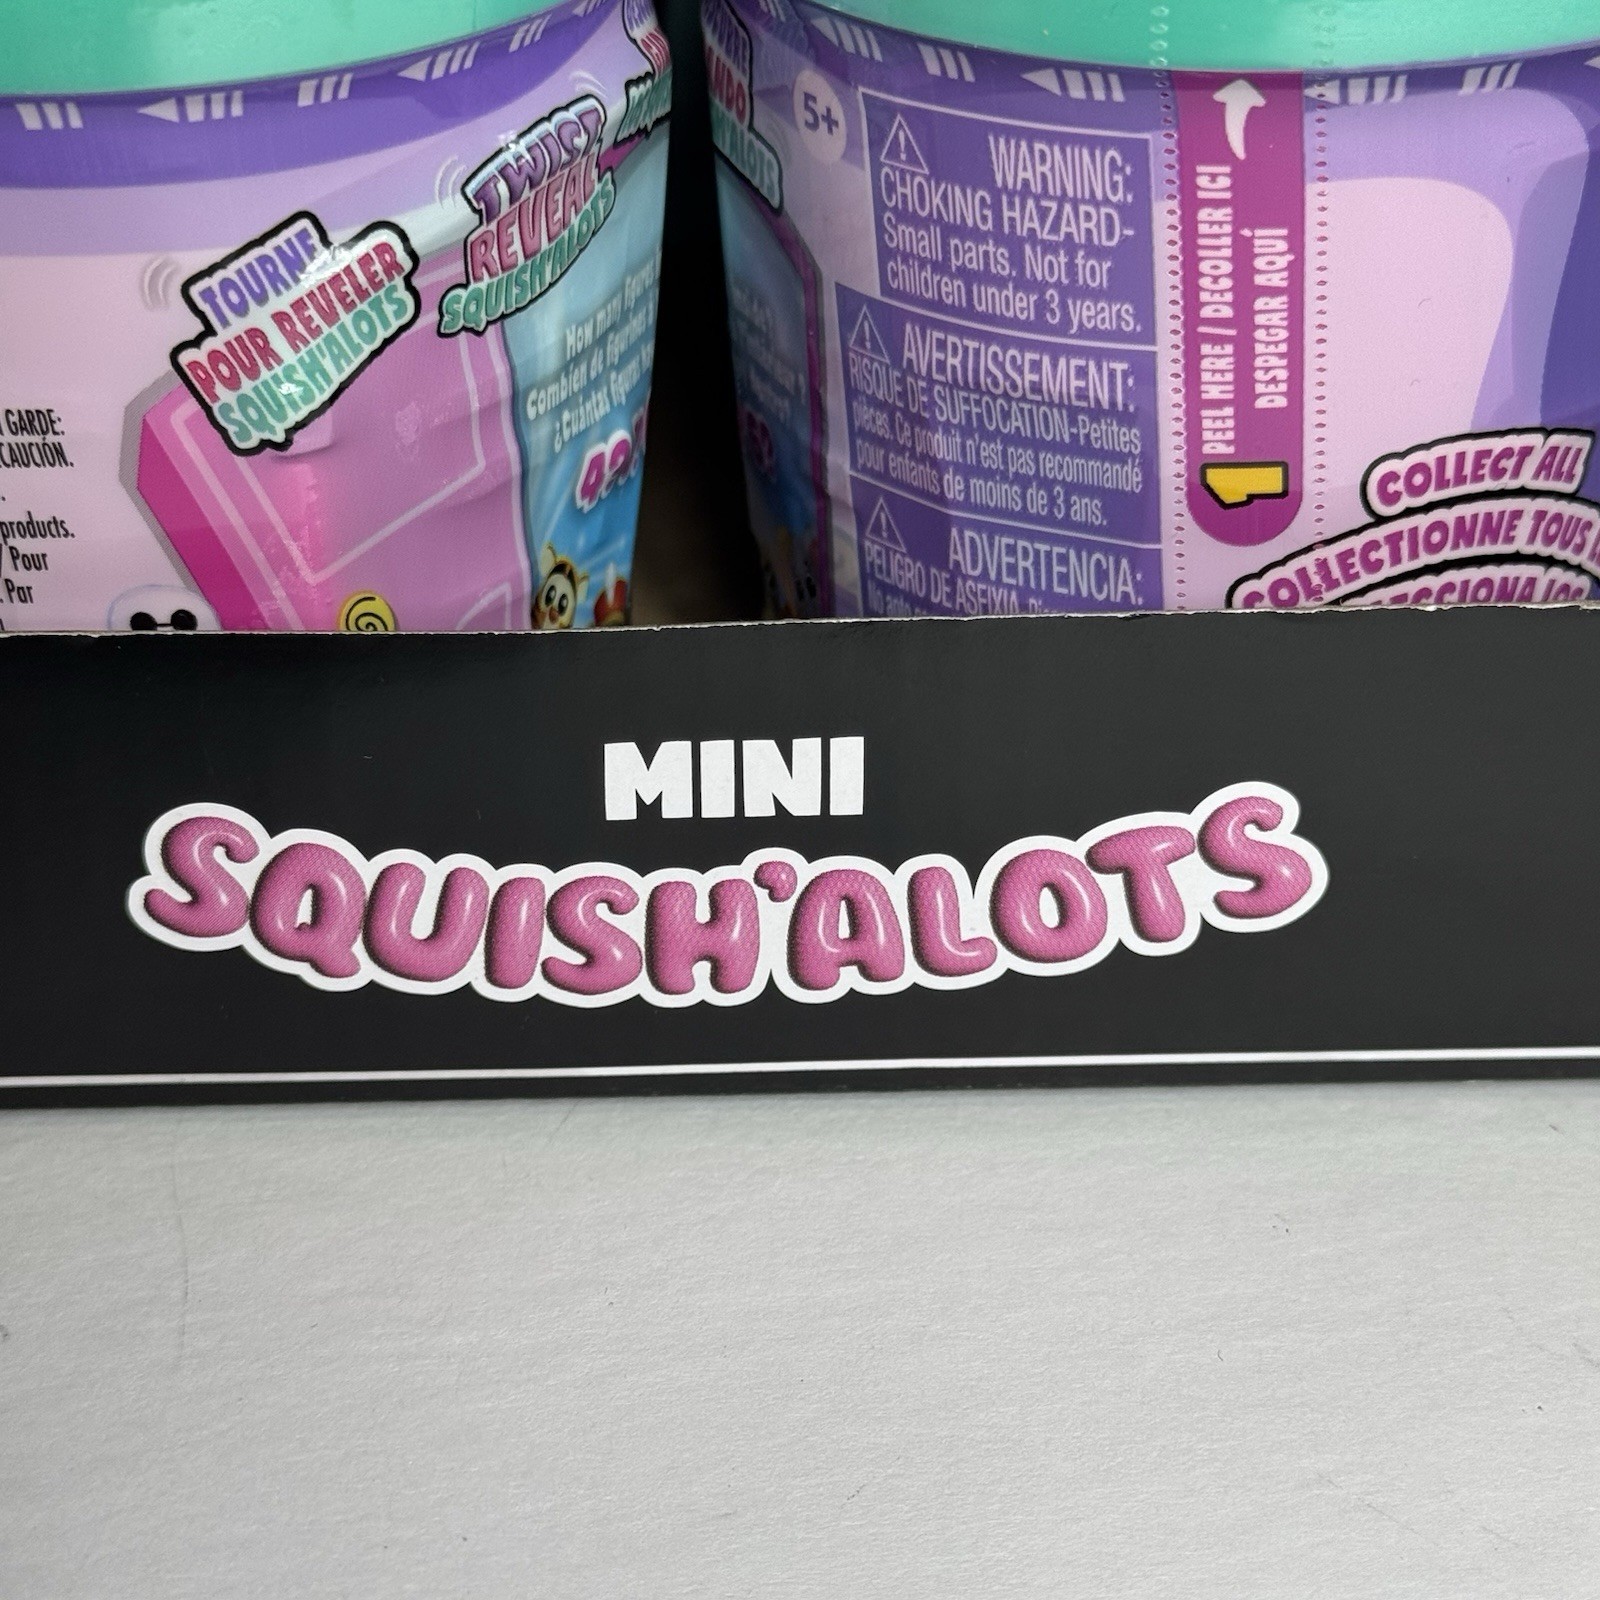 GARDE:
CAUCIÓN.
products.
/ Pour
Par
TOURNE
POUR REVELER
SQUISH'ALOTS
TWIST
REVEAL
SQUISH'ALOTS
How many figures
Combien de figurines
¿Cuántas figuras
5+
WARNING:
CHOKING HAZARD-
Small parts. Not for
children under 3 years.
AVERTISSEMENT:
RISQUE DE SUFFOCATION-Petites
pièces. Ce produit n'est pas recommandé
pour enfants de moins de 3 ans.
ADVERTENCIA:
PELIGRO DE ASFIXIA.
PEEL HERE / DECOLLER ICI
DESPEGAR AQUÍ
1
COLLECT ALL
COLLECTIONNE TOUS
MINI
SQUISH'ALOTS